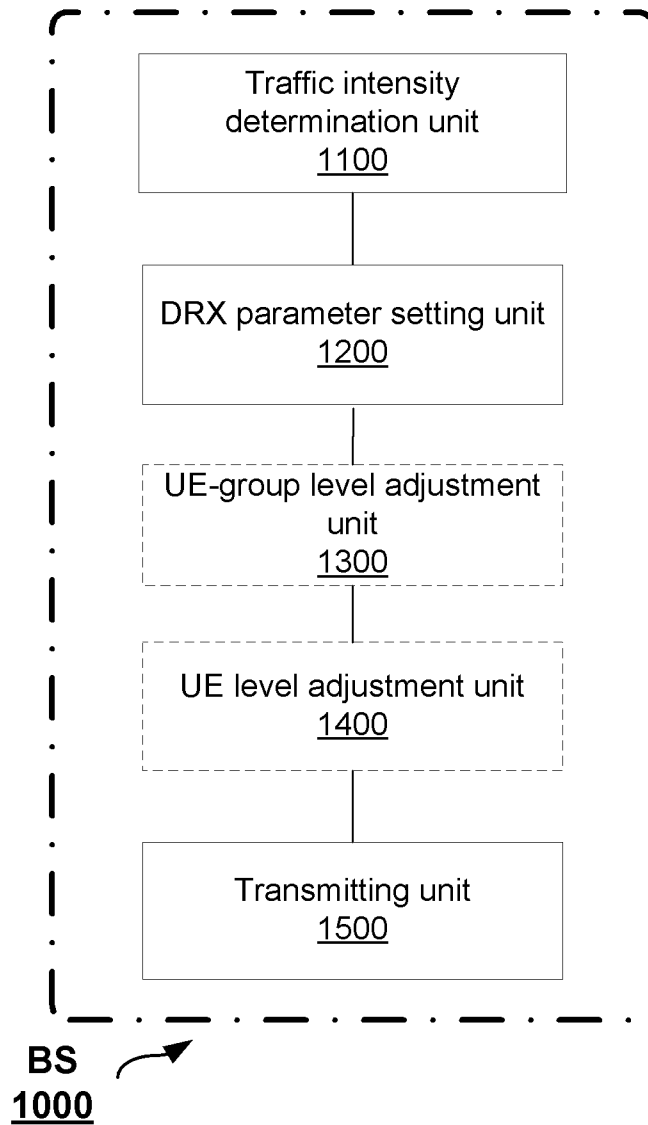 Traffic intensity
determination unit
1100
DRX parameter setting unit
1200
UE-group level adjustment
unit
1300
UE level adjustment unit
1400
Transmitting unit
1500
BS
1000